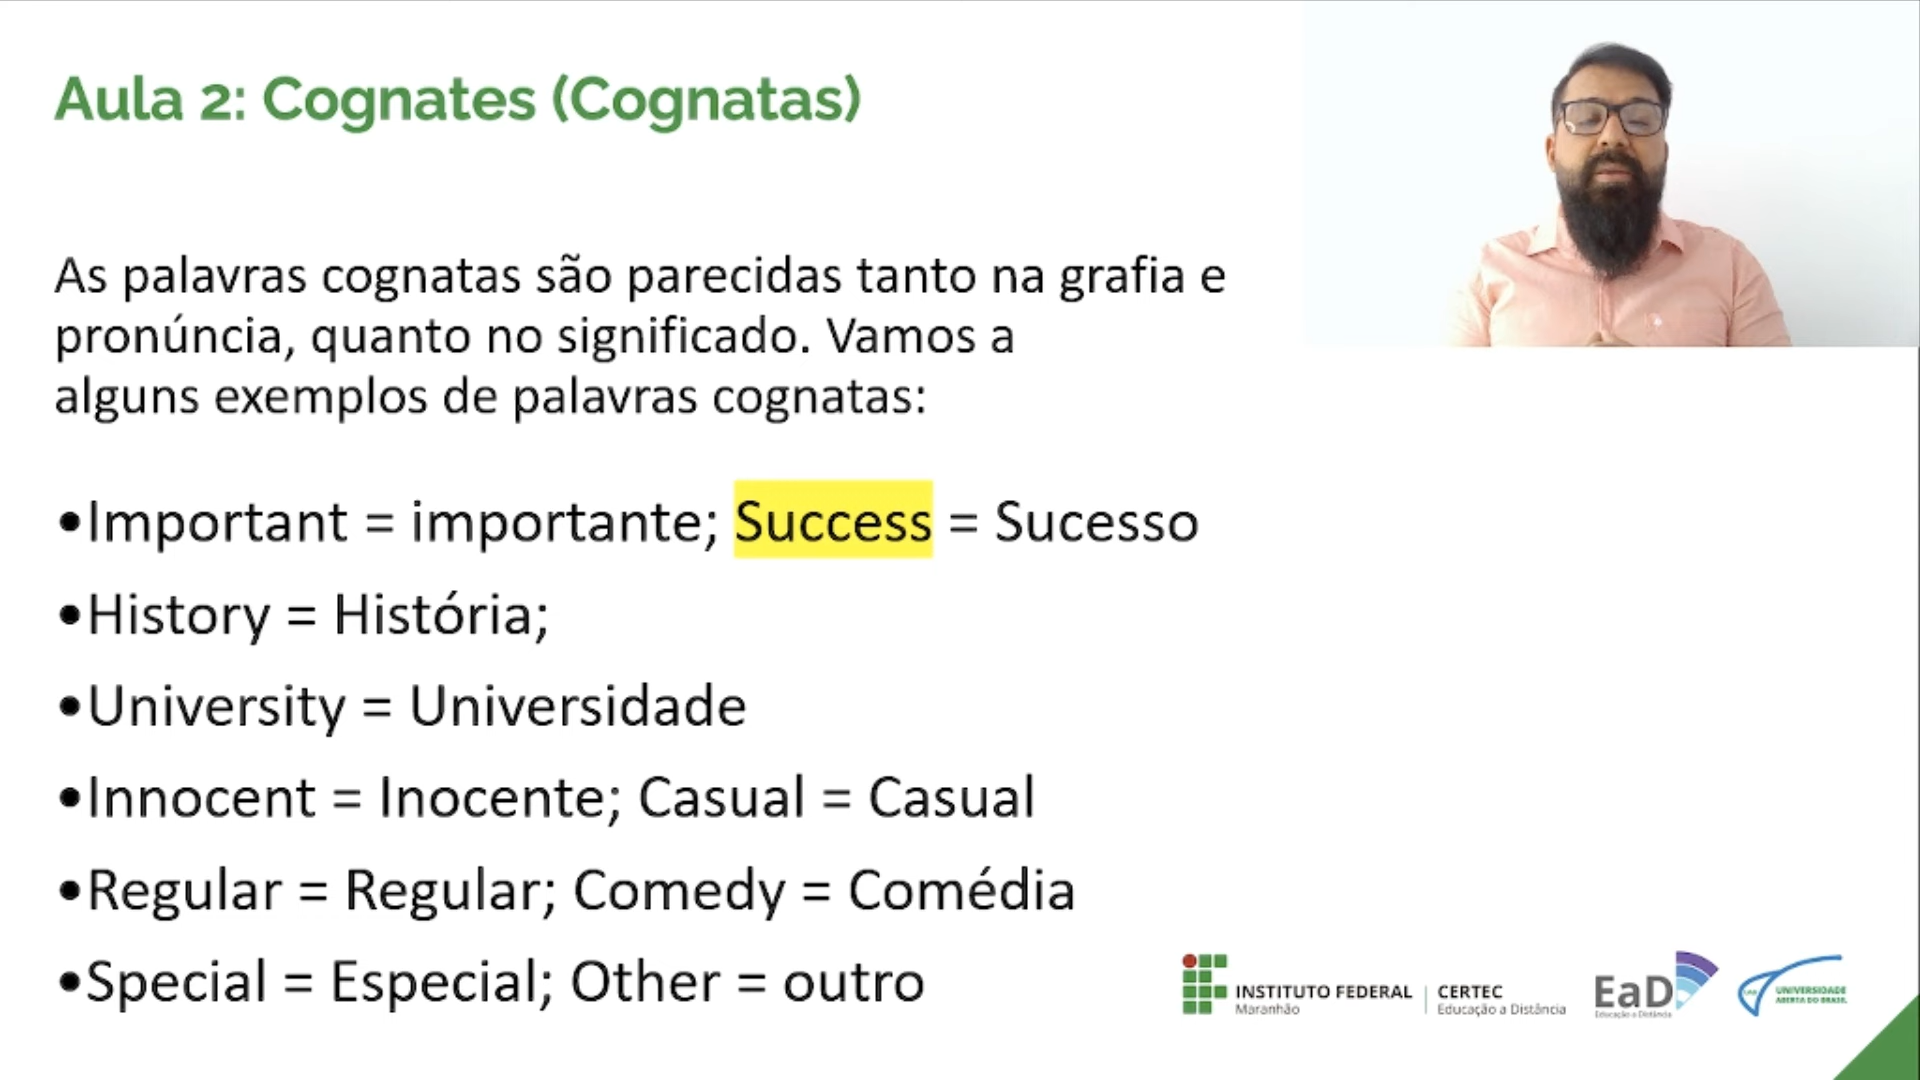 Aula 2: Cognates (Cognatas)
As palavras cognatas são parecidas tanto na grafia e
pronúncia, quanto no significado. Vamos a
alguns exemplos de palavras cognatas:
•Important = importante; Success = Sucesso
•History = História;
•University = Universidade
•Innocent = Inocente; Casual = Casual
•Regular = Regular; Comedy = Comédia
•Special = Especial; Other = outro
INSTITUTO FEDERAL
Maranhão
CERTEC
Educação a Distância
EaD
Educação a Distância
UNIVERSIDADE
ABERTA DO BRASIL